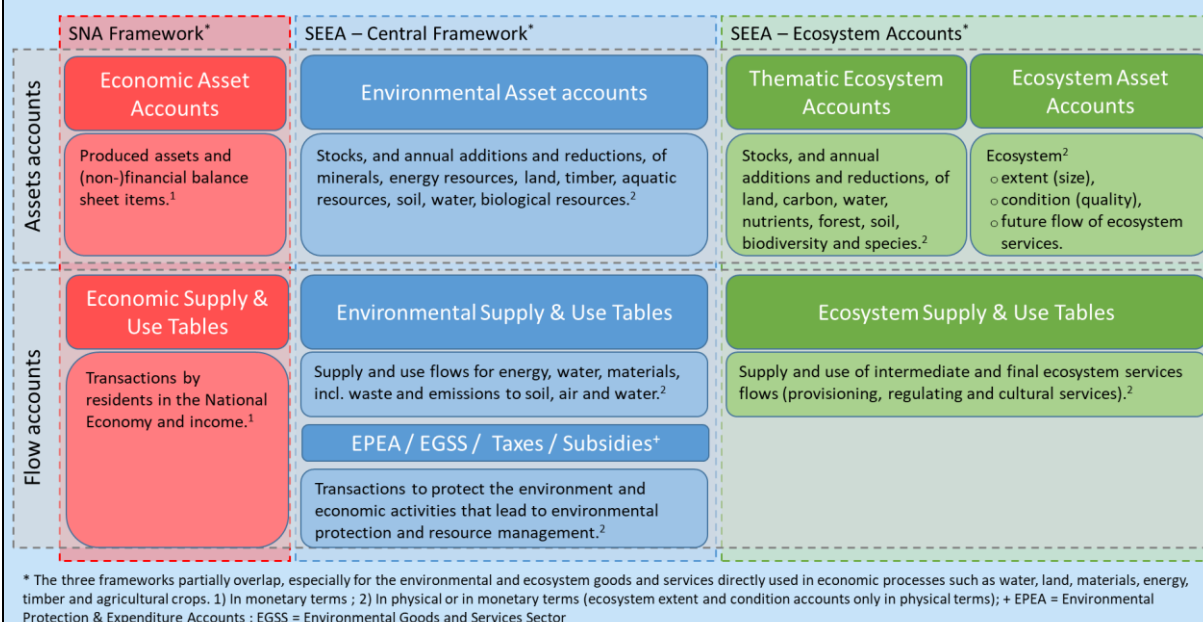 SNA Framework*
SEEA – Central Framework*
SEEA – Ecosystem Accounts*
Assets accounts
Economic Asset
Accounts
Produced assets and
(non-)financial balance
sheet items.1
Environmental Asset accounts
Stocks, and annual additions and reductions, of
minerals, energy resources, land, timber, aquatic
resources, soil, water, biological resources.2
Thematic Ecosystem
Accounts
Stocks, and annual
additions and reductions, of
land, carbon, water,
nutrients, forest, soil,
biodiversity and species.2
Ecosystem Asset
Accounts
Ecosystem2
o extent (size),
o condition (quality),
o future flow of ecosystem
services.
Flow accounts
Economic Supply &
Use Tables
Transactions by
residents in the National
Economy and income.1
Environmental Supply & Use Tables
Supply and use flows for energy, water, materials,
incl. waste and emissions to soil, air and water.2
EPEA / EGSS / Taxes / Subsidies+
Transactions to protect the environment and
economic activities that lead to environmental
protection and resource management.2
Ecosystem Supply & Use Tables
Supply and use of intermediate and final ecosystem services
flows (provisioning, regulating and cultural services).2
* The three frameworks partially overlap, especially for the environmental and ecosystem goods and services directly used in economic processes such as water, land, materials, energy,
timber and agricultural crops. 1) In monetary terms ; 2) In physical or in monetary terms (ecosystem extent and condition accounts only in physical terms); + EPEA = Environmental
Protection & Expenditure Accounts ; EGSS = Environmental Goods and Services Sector